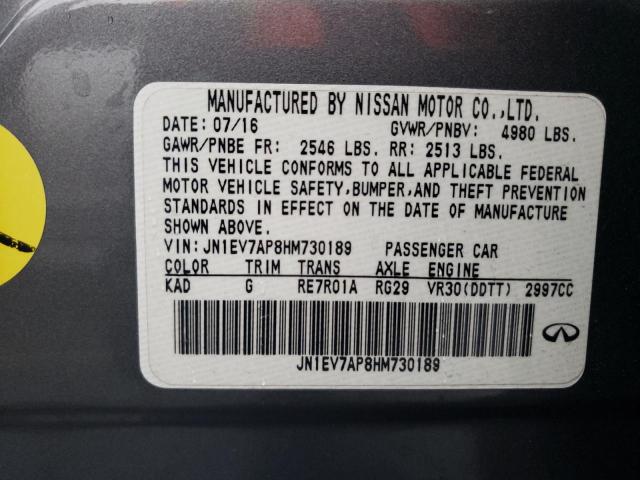 MANUFACTURED BY NISSAN MOTOR CO.,LTD.
DATE: 07/16 GVWR/PNBV: 4980 LBS.
GAWR/PNBE FR: 2546 LBS. RR: 2513 LBS.
THIS VEHICLE CONFORMS TO ALL APPLICABLE FEDERAL
MOTOR VEHICLE SAFETY,BUMPER,AND THEFT PREVENTION
STANDARDS IN EFFECT ON THE DATE OF MANUFACTURE
SHOWN ABOVE.
VIN: JN1EV7AP8HM730189 PASSENGER CAR
COLOR TRIM TRANS AXLE ENGINE
KAD G RE7R01A RG29 VR30(DDTT) 2997CC
JN1EV7AP8HM730189